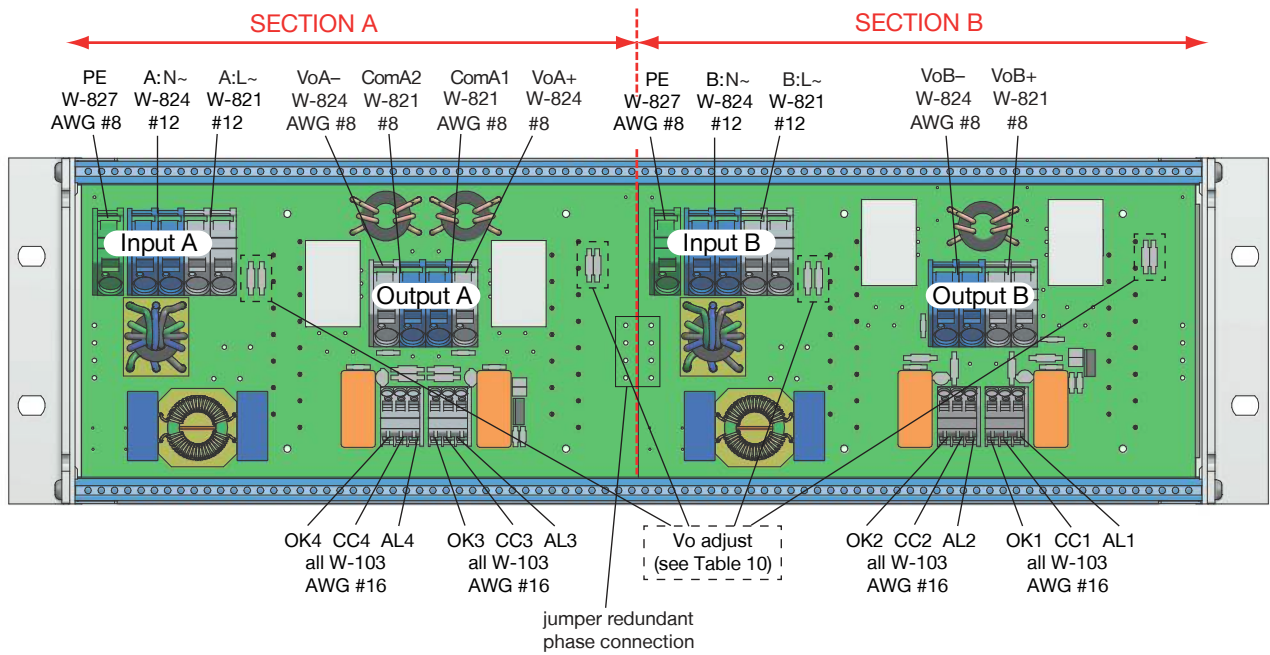 SECTION A
SECTION B
PE
W-827
AWG #8
A:N~
W-824
#12
A:L~
W-821
#12
VoA–
W-824
AWG #8
ComA2
W-821
#8
ComA1
W-821
AWG #8
VoA+
W-824
#8
PE
W-827
AWG #8
B:N~
W-824
#12
B:L~
W-821
#12
VoB–
W-824
AWG #8
VoB+
W-821
#8
Input A
Output A
Input B
Output B
OK4 CC4 AL4
all W-103
AWG #16
OK3 CC3 AL3
all W-103
AWG #16
Vo adjust
(see Table 10)
OK2 CC2 AL2
all W-103
AWG #16
OK1 CC1 AL1
all W-103
AWG #16
jumper redundant
phase connection